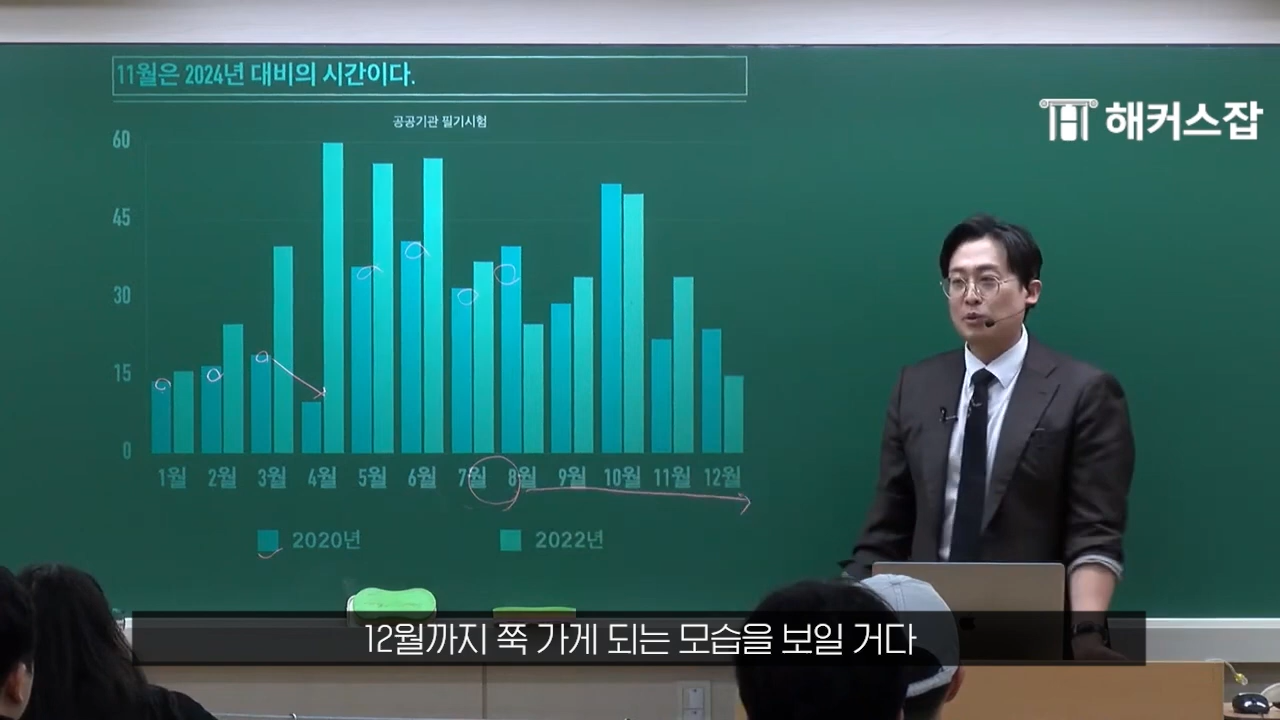 11월은 2024년 대비의 시간이다.
해커스잡
공공기관 필기시험
60
45
30
15
0
1월 2월 3월 4월 5월 6월 7월 8월 9월 10월 11월 12월
2020년 2022년
12월까지 쭉 가게 되는 모습을 보일 거다